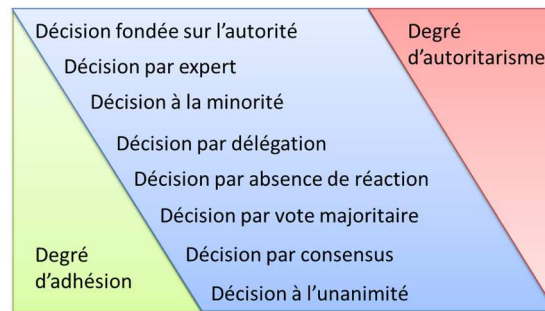 Décision fondée sur l’autorité
Degré
d’autoritarisme
Décision par expert
Décision à la minorité
Décision par délégation
Décision par absence de réaction
Décision par vote majoritaire
Degré
d’adhésion
Décision par consensus
Décision à l’unanimité